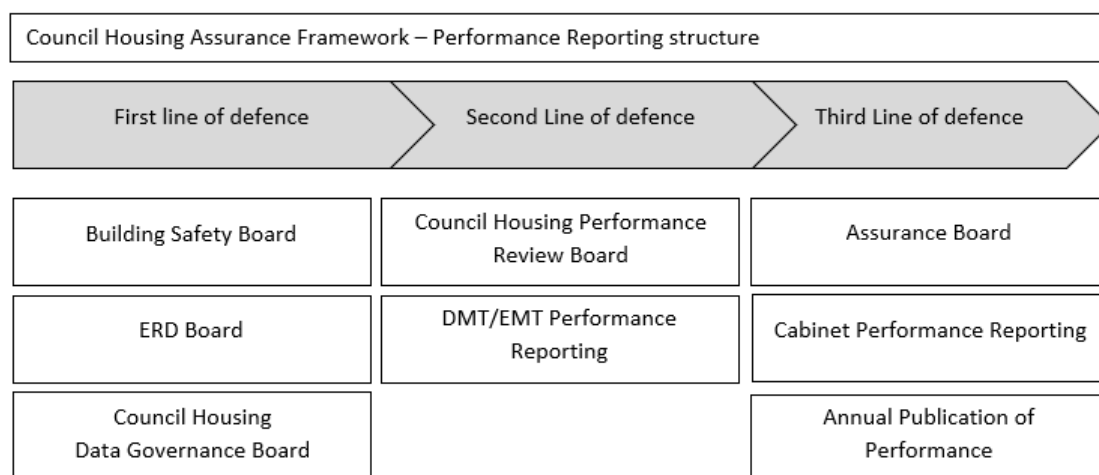 Council Housing Assurance Framework – Performance Reporting structure
First line of defence
Second Line of defence
Third Line of defence
Building Safety Board
Council Housing Performance
Review Board
Assurance Board
ERD Board
DMT/EMT Performance
Reporting
Cabinet Performance Reporting
Council Housing
Data Governance Board
Annual Publication of
Performance